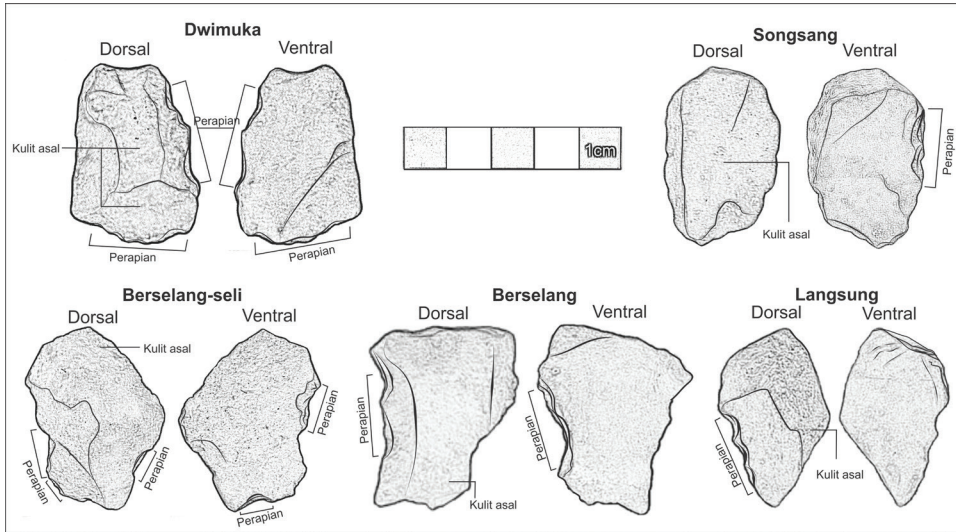 Dwimuka
Dorsal
Ventral
Kulit asal
Perapian
Perapian
Perapian
1cm
Songsang
Dorsal
Ventral
Perapian
Kulit asal
Berselang-seli
Dorsal
Ventral
Kulit asal
Perapian
Perapian
Perapian
Perapian
Berselang
Dorsal
Ventral
Perapian
Perapian
Kulit asal
Langsung
Dorsal
Ventral
Perapian
Kulit asal